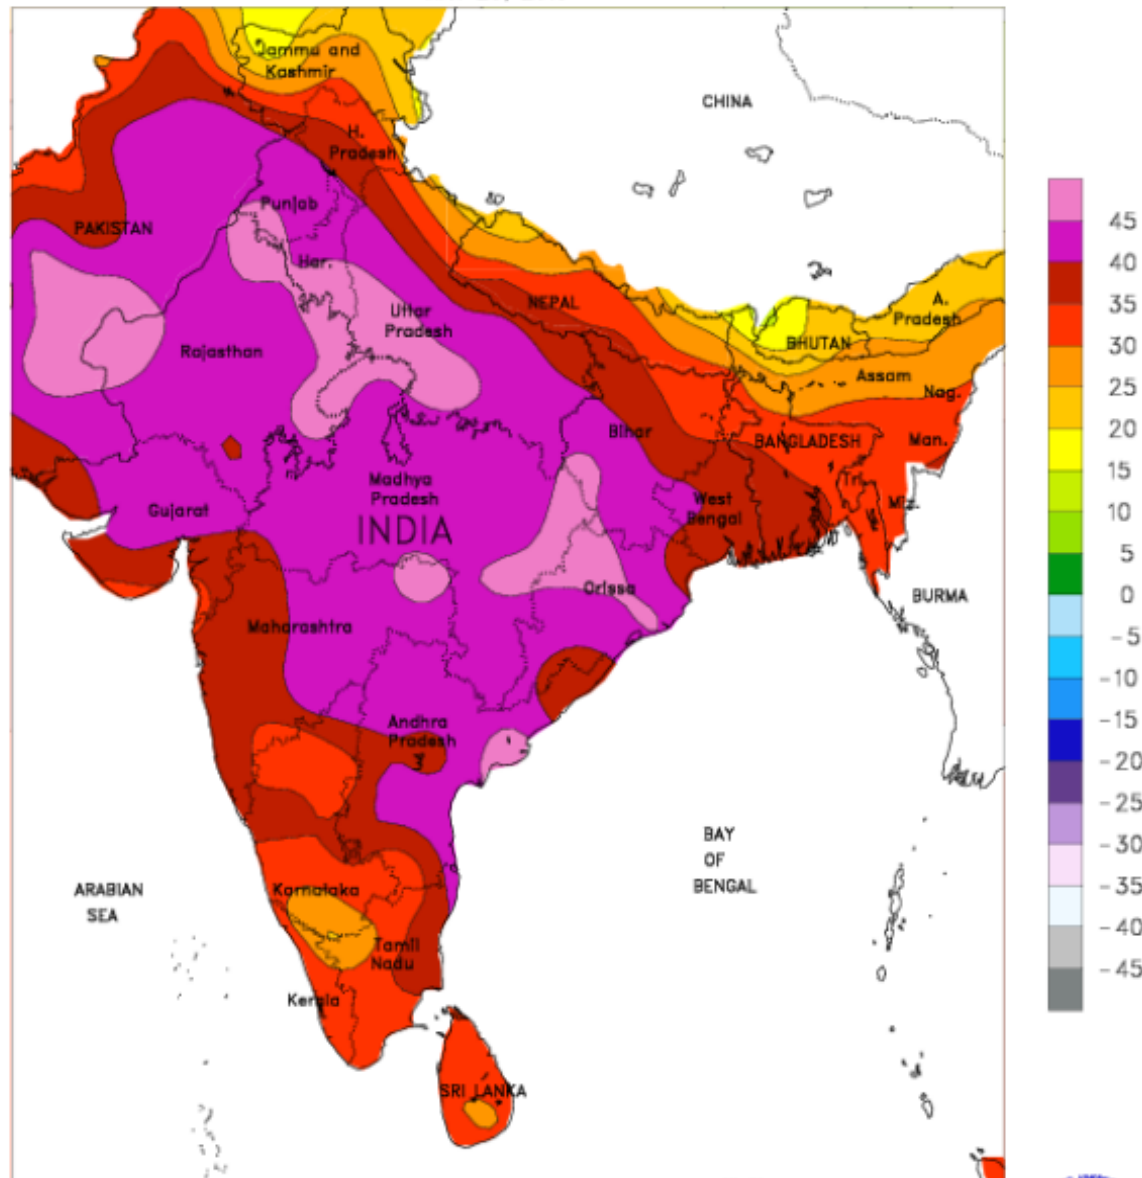 Jammu and
Kashmir
CHINA
H.
Pradesh
30
Punjab
PAKISTAN
Har.
NEPAL
A.
Pradesh
Uttar
Pradesh
BHUTAN
Rajasthan
Assam
Nag.
Bihar
BANGLADESH
Man.
Madhya
Pradesh
Tri.
West
Bengal
Miz.
Gujarat
INDIA
Orissa
BURMA
Maharashtra
Andhra
Pradesh
BAY
OF
BENGAL
ARABIAN
SEA
Karnataka
Tamil
Nadu
Kerala
SRI LANKA
45
40
35
30
25
20
15
10
5
0
-5
-10
-15
-20
-25
-30
-35
-40
-45